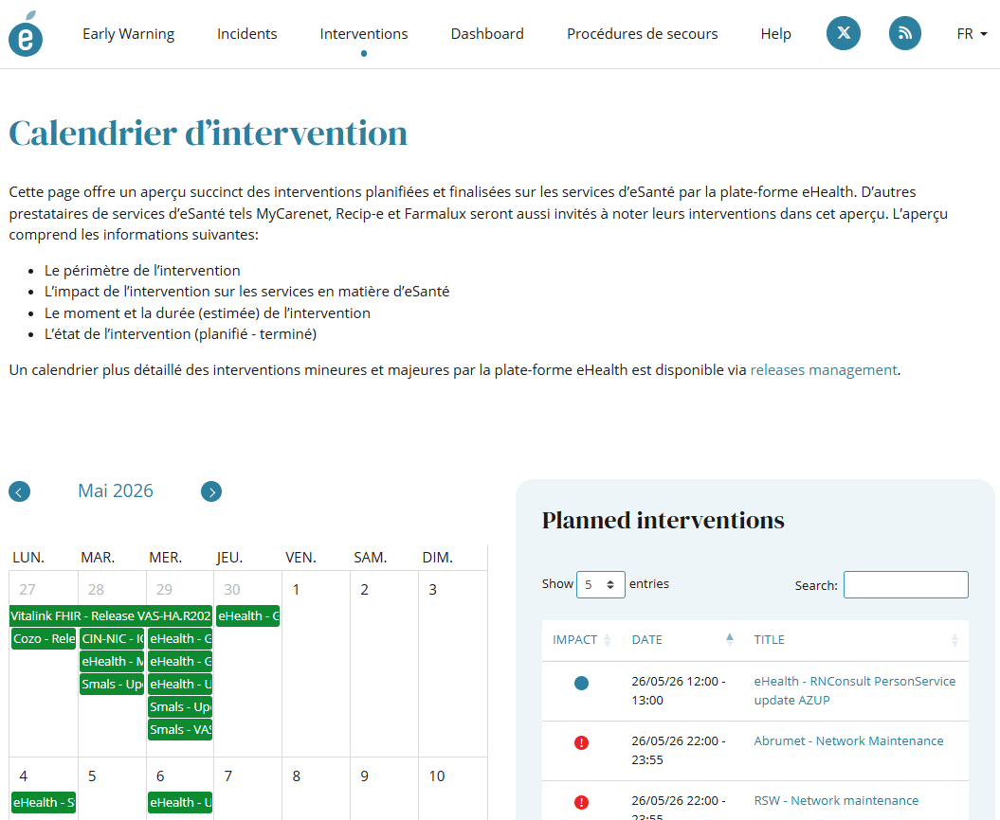 e
Early Warning Incidents Interventions Dashboard Procédures de secours Help X FR
Calendrier d’intervention
Cette page offre un aperçu succinct des interventions planifiées et finalisées sur les services d’eSanté par la plate-forme eHealth. D’autres
prestataires de services d’eSanté tels MyCarenet, Recip-e et Farmalux seront aussi invités à noter leurs interventions dans cet aperçu. L’aperçu
comprend les informations suivantes:
Le périmètre de l’intervention
L’impact de l’intervention sur les services en matière d’eSanté
Le moment et la durée (estimée) de l’intervention
L’état de l’intervention (planifié - terminé)
Un calendrier plus détaillé des interventions mineures et majeures par la plate-forme eHealth est disponible via releases management.
Mai 2026
LUN. MAR. MER. JEU. VEN. SAM. DIM.
27 28 29 30 1 2 3
Vitalink FHIR - Release VAS-HA.R202 eHealth - G
Cozo - Rele CIN-NIC - IC eHealth - G
eHealth - M eHealth - G
Smals - Up eHealth - U
Smals - Up
Smals - VAS
4 5 6 7 8 9 10
eHealth - S eHealth - U
Planned interventions
Show 5 entries Search:
IMPACT DATE TITLE
26/05/26 12:00 - eHealth - RNConsult PersonService
13:00 update AZUP
! 26/05/26 22:00 - Abrumet - Network Maintenance
23:55
! 26/05/26 22:00 - RSW - Network maintenance
23:55